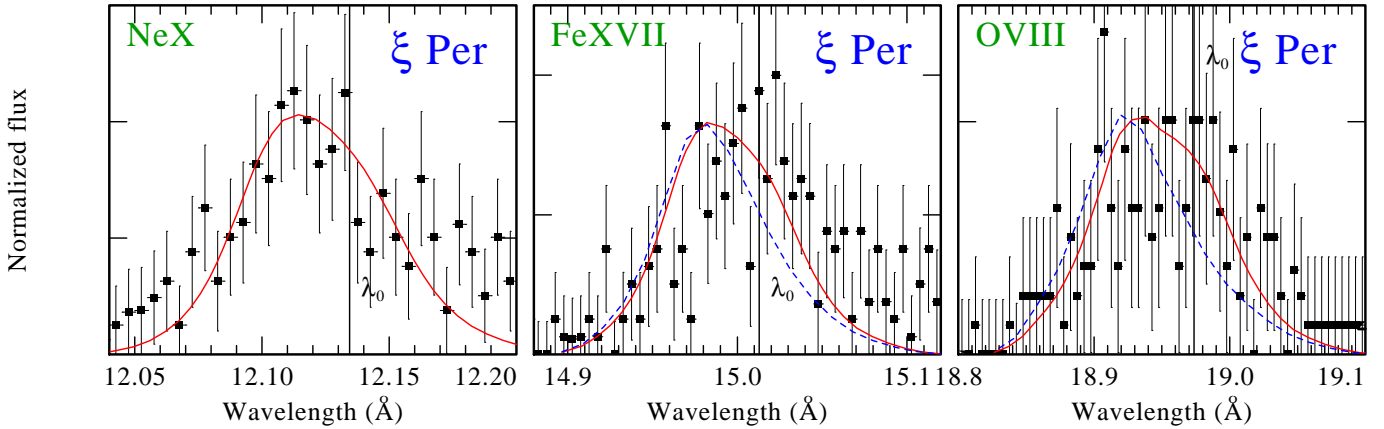 Normalized flux
NeX
ξ Per
λ₀
12.05 12.10 12.15 12.20
Wavelength (Å)
FeXVII
ξ Per
λ₀
14.9 15.0 15.1
Wavelength (Å)
OVIII
ξ Per
λ₀
18.8 18.9 19.0 19.1
Wavelength (Å)